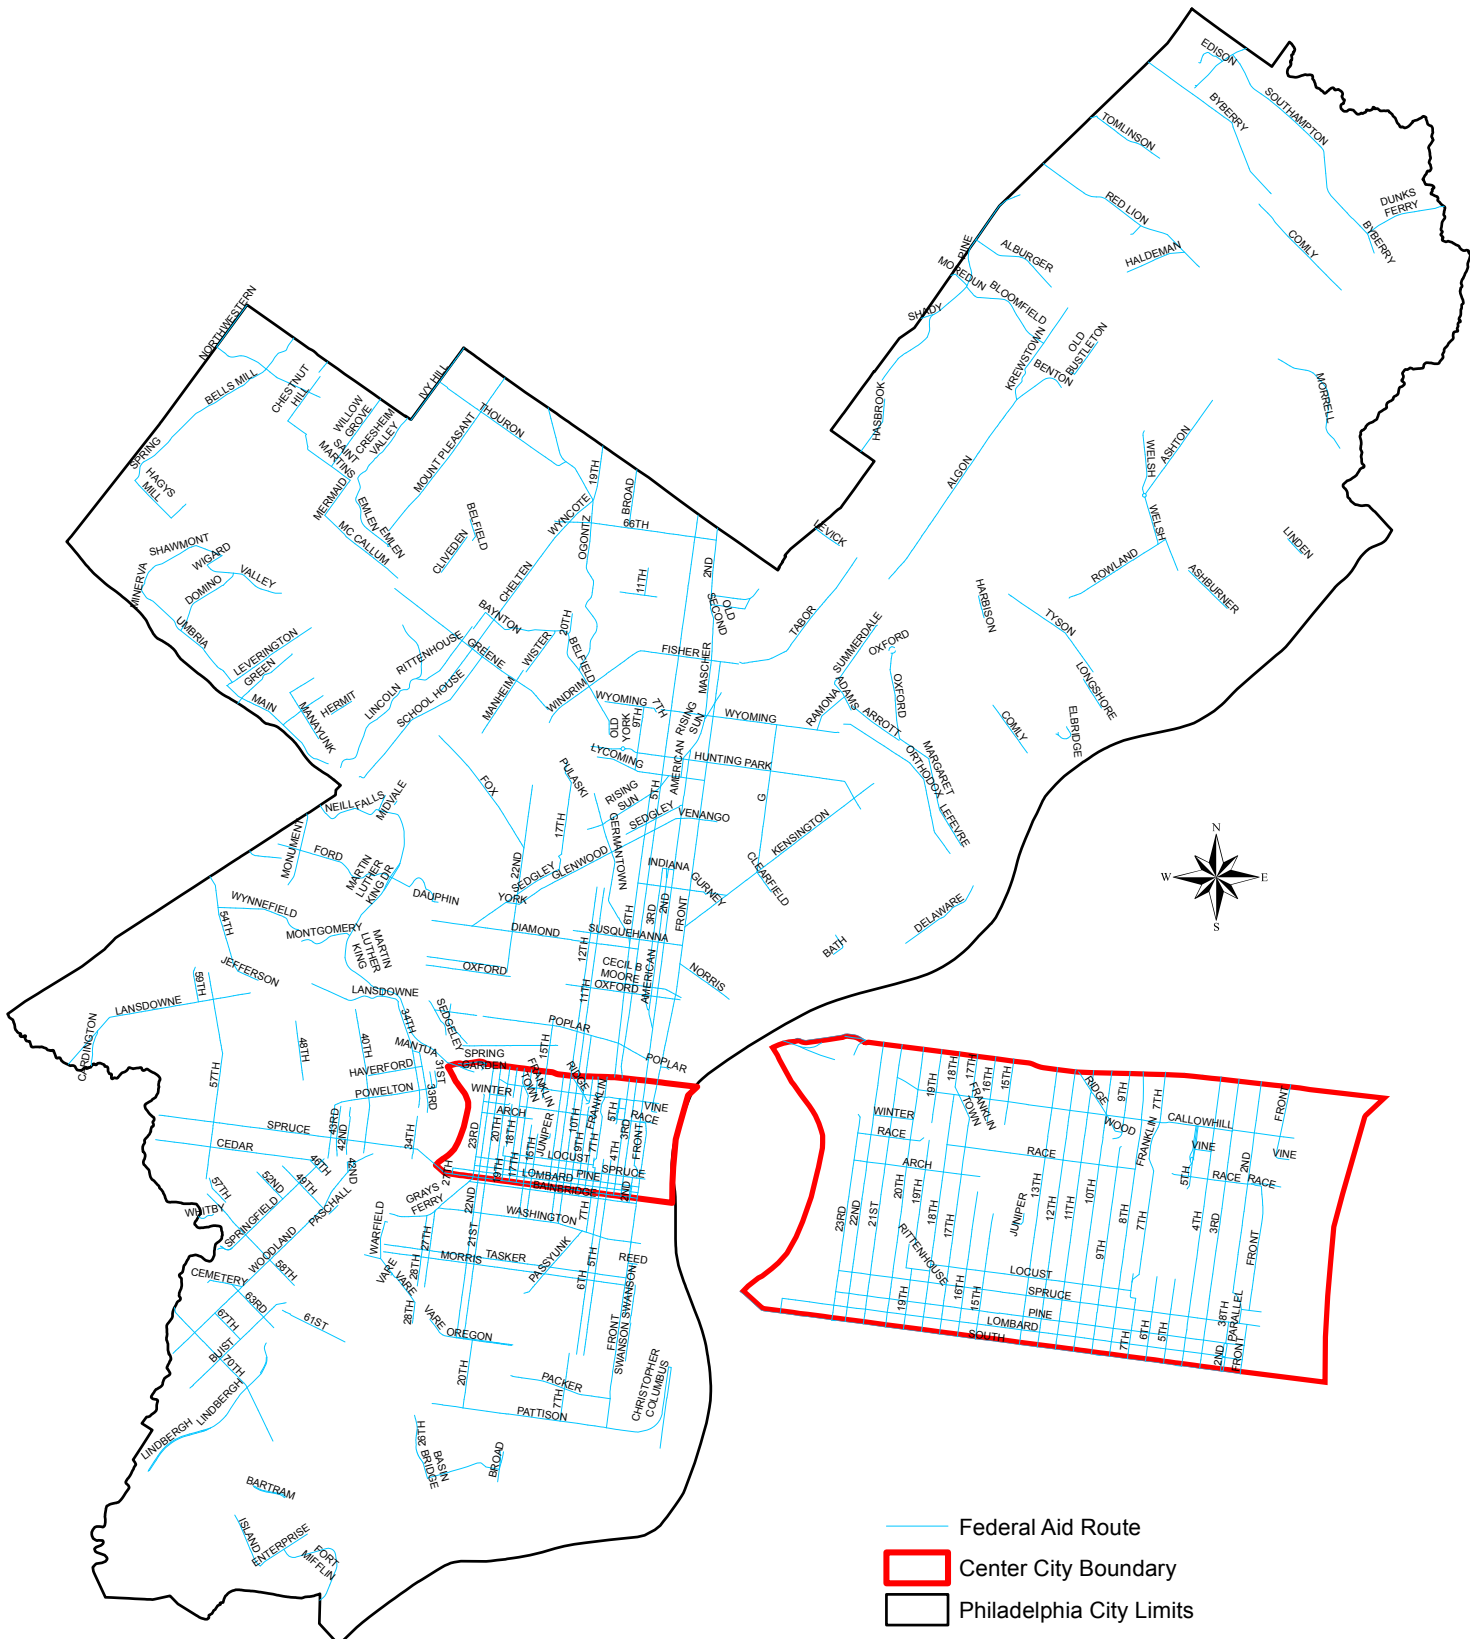 EDISON
BYBERRY
SOUTHAMPTON
TOMLINSON
RED LION
DUNKS
FERRY
BYBERRY
COMLY
HALDEMAN
PINE
ALBURGER
MOREDUN
BLOOMFIELD
SHADY
KREWSTOWN
OLD
BUSTLETON
BENTON
HASBROOK
MORRELL
ALGON
WELSH
ASHTON
WELSH
LINDEN
ROWLAND
ASHBURNER
LEVICK
HARBISON
TYSON
LONGSHORE
TABOR
SUMMERDALE
OXFORD
OXFORD
COMLY
ELBRIDGE
NORTHWESTERN
BELLS MILL
CHESTNUT
HILL
WILLOW
GROVE
SAINT
MARTINS
CRESHEIM
VALLEY
IVY HILL
THOURON
MOUNT PLEASANT
SPRING
HAGYS
MILL
MERMAID
EMLEN
EMLEN
MC CALLUM
BELFIELD
CLIVEDEN
WYNCOTE
19TH
BROAD
66TH
OGONTZ
CHELTEN
11TH
2ND
OLD
SECOND
SHAWMONT
WIGARD
DOMINO
VALLEY
MINERVA
UMBRIA
BAYNTON
20TH
BELFIELD
WISTER
GREENE
RITTENHOUSE
LEVERINGTON
GREEN
MAIN
MANAYUNK
HERMIT
LINCOLN
SCHOOL HOUSE
MANHEIM
WINDRIM
FISHER
MASCHER
WYOMING
7TH
OLD
YORK
9TH
RISING
SUN
WYOMING
RAMONA
ADAMS
ARROTT
ORTHODOX
MARGARET
LEFEVRE
LYCOMING
HUNTING PARK
AMERICAN
FOX
PULASKI
RISING
SUN
5TH
SEDGLEY
VENANGO
G
KENSINGTON
CLEARFIELD
NEILL
FALLS
MIDVALE
MONUMENT
FORD
MARTIN
LUTHER
KING DR
22ND
17TH
SEDGLEY
GLENWOOD
GERMANTOWN
INDIANA
GURNEY
DAUPHIN
YORK
DIAMOND
SUSQUEHANNA
6TH
3RD
2ND
FRONT
DELAWARE
BATH
WYNNEFIELD
54TH
MONTGOMERY
MARTIN
LUTHER
KING
JEFFERSON
59TH
LANSDOWNE
LANSDOWNE
CARDINGTON
OXFORD
12TH
11TH
CECIL B
MOORE
OXFORD
AMERICAN
NORRIS
57TH
48TH
40TH
34TH
MANTUA
HAVERFORD
POWELTON
31ST
33RD
SEDGELEY
SPRING
GARDEN
POPLAR
15TH
POPLAR
RIDGE
FRANKLIN
TOWN
WINTER
ARCH
23RD
20TH
18TH
JUNIPER
15TH
10TH
9TH
FRANKLIN
7TH
5TH
4TH
3RD
FRONT
VINE
RACE
LOCUST
19TH
17TH
LOMBARD
PINE
SPRUCE
BAINBRIDGE
2ND
SPRUCE
CEDAR
43RD
42ND
34TH
46TH
42ND
49TH
52ND
57TH
WHITBY
SPRINGFIELD
PASCHALL
WOODLAND
58TH
CEMETERY
63RD
67TH
61ST
BUIST
70TH
LINDBERGH
LINDBERGH
27TH
GRAYS
FERRY
WARFIELD
27TH
22ND
21ST
WASHINGTON
7TH
5TH
PASSYUNK
REED
TASKER
MORRIS
28TH
28TH
VARE
VARE
VARE
OREGON
6TH
FRONT
SWANSON
SWANSON
20TH
PACKER
7TH
PATTISON
CHRISTOPHER
COLUMBUS
26TH
BASIN
BRIDGE
BROAD
BARTRAM
ISLAND
ENTERPRISE
FORT
MIFFLIN
N
W
E
S
19TH
18TH
17TH
16TH
15TH
FRANKLIN
TOWN
RIDGE
9TH
7TH
FRONT
WINTER
RACE
ARCH
RACE
WOOD
CALLOWHILL
FRANKLIN
VINE
VINE
2ND
5TH
RACE
RACE
23RD
22ND
21ST
20TH
19TH
18TH
17TH
JUNIPER
13TH
12TH
11TH
10TH
9TH
8TH
7TH
4TH
3RD
FRONT
RITTENHOUSE
19TH
16TH
15TH
LOCUST
SPRUCE
PINE
LOMBARD
SOUTH
7TH
6TH
5TH
38TH
2ND
FRONT
PARALLEL
Federal Aid Route
Center City Boundary
Philadelphia City Limits